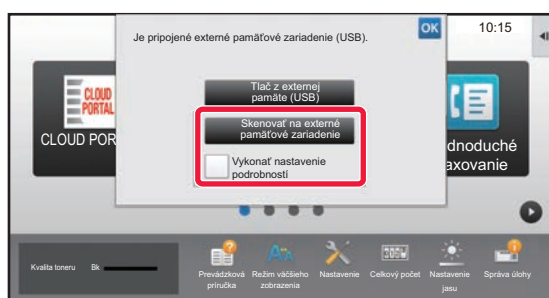 Je pripojené externé pamäťové zariadenie (USB).
OK
10:15
Tlač z externej
pamäte (USB)
Skenovať na externé
pamäťové zariadenie
Vykonať nastavenie
podrobností
CLOUD
PORTAL
CLOUD POR
dnoduché
axovanie
Kvalita toneru
Bk
Prevádzková
príručka
Režim väčšieho
zobrazenia
Nastavenie
Celkový počet
Nastavenie
jasu
Správa úlohy